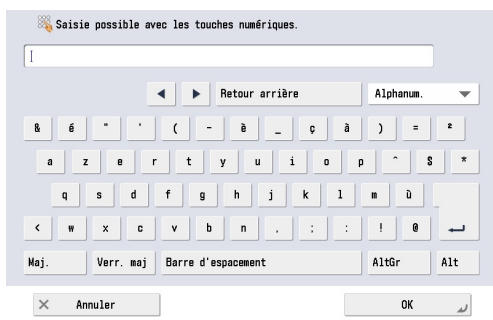 Saisie possible avec les touches numériques.
Retour arrière Alphanum.
& é " ' ( - è _ ç à ) = ²
a z e r t y u i o p ^ $ *
q s d f g h j k l m ù
< w x c v b n , ; : ! @
Maj. Verr. maj Barre d'espacement AltGr Alt
Annuler OK